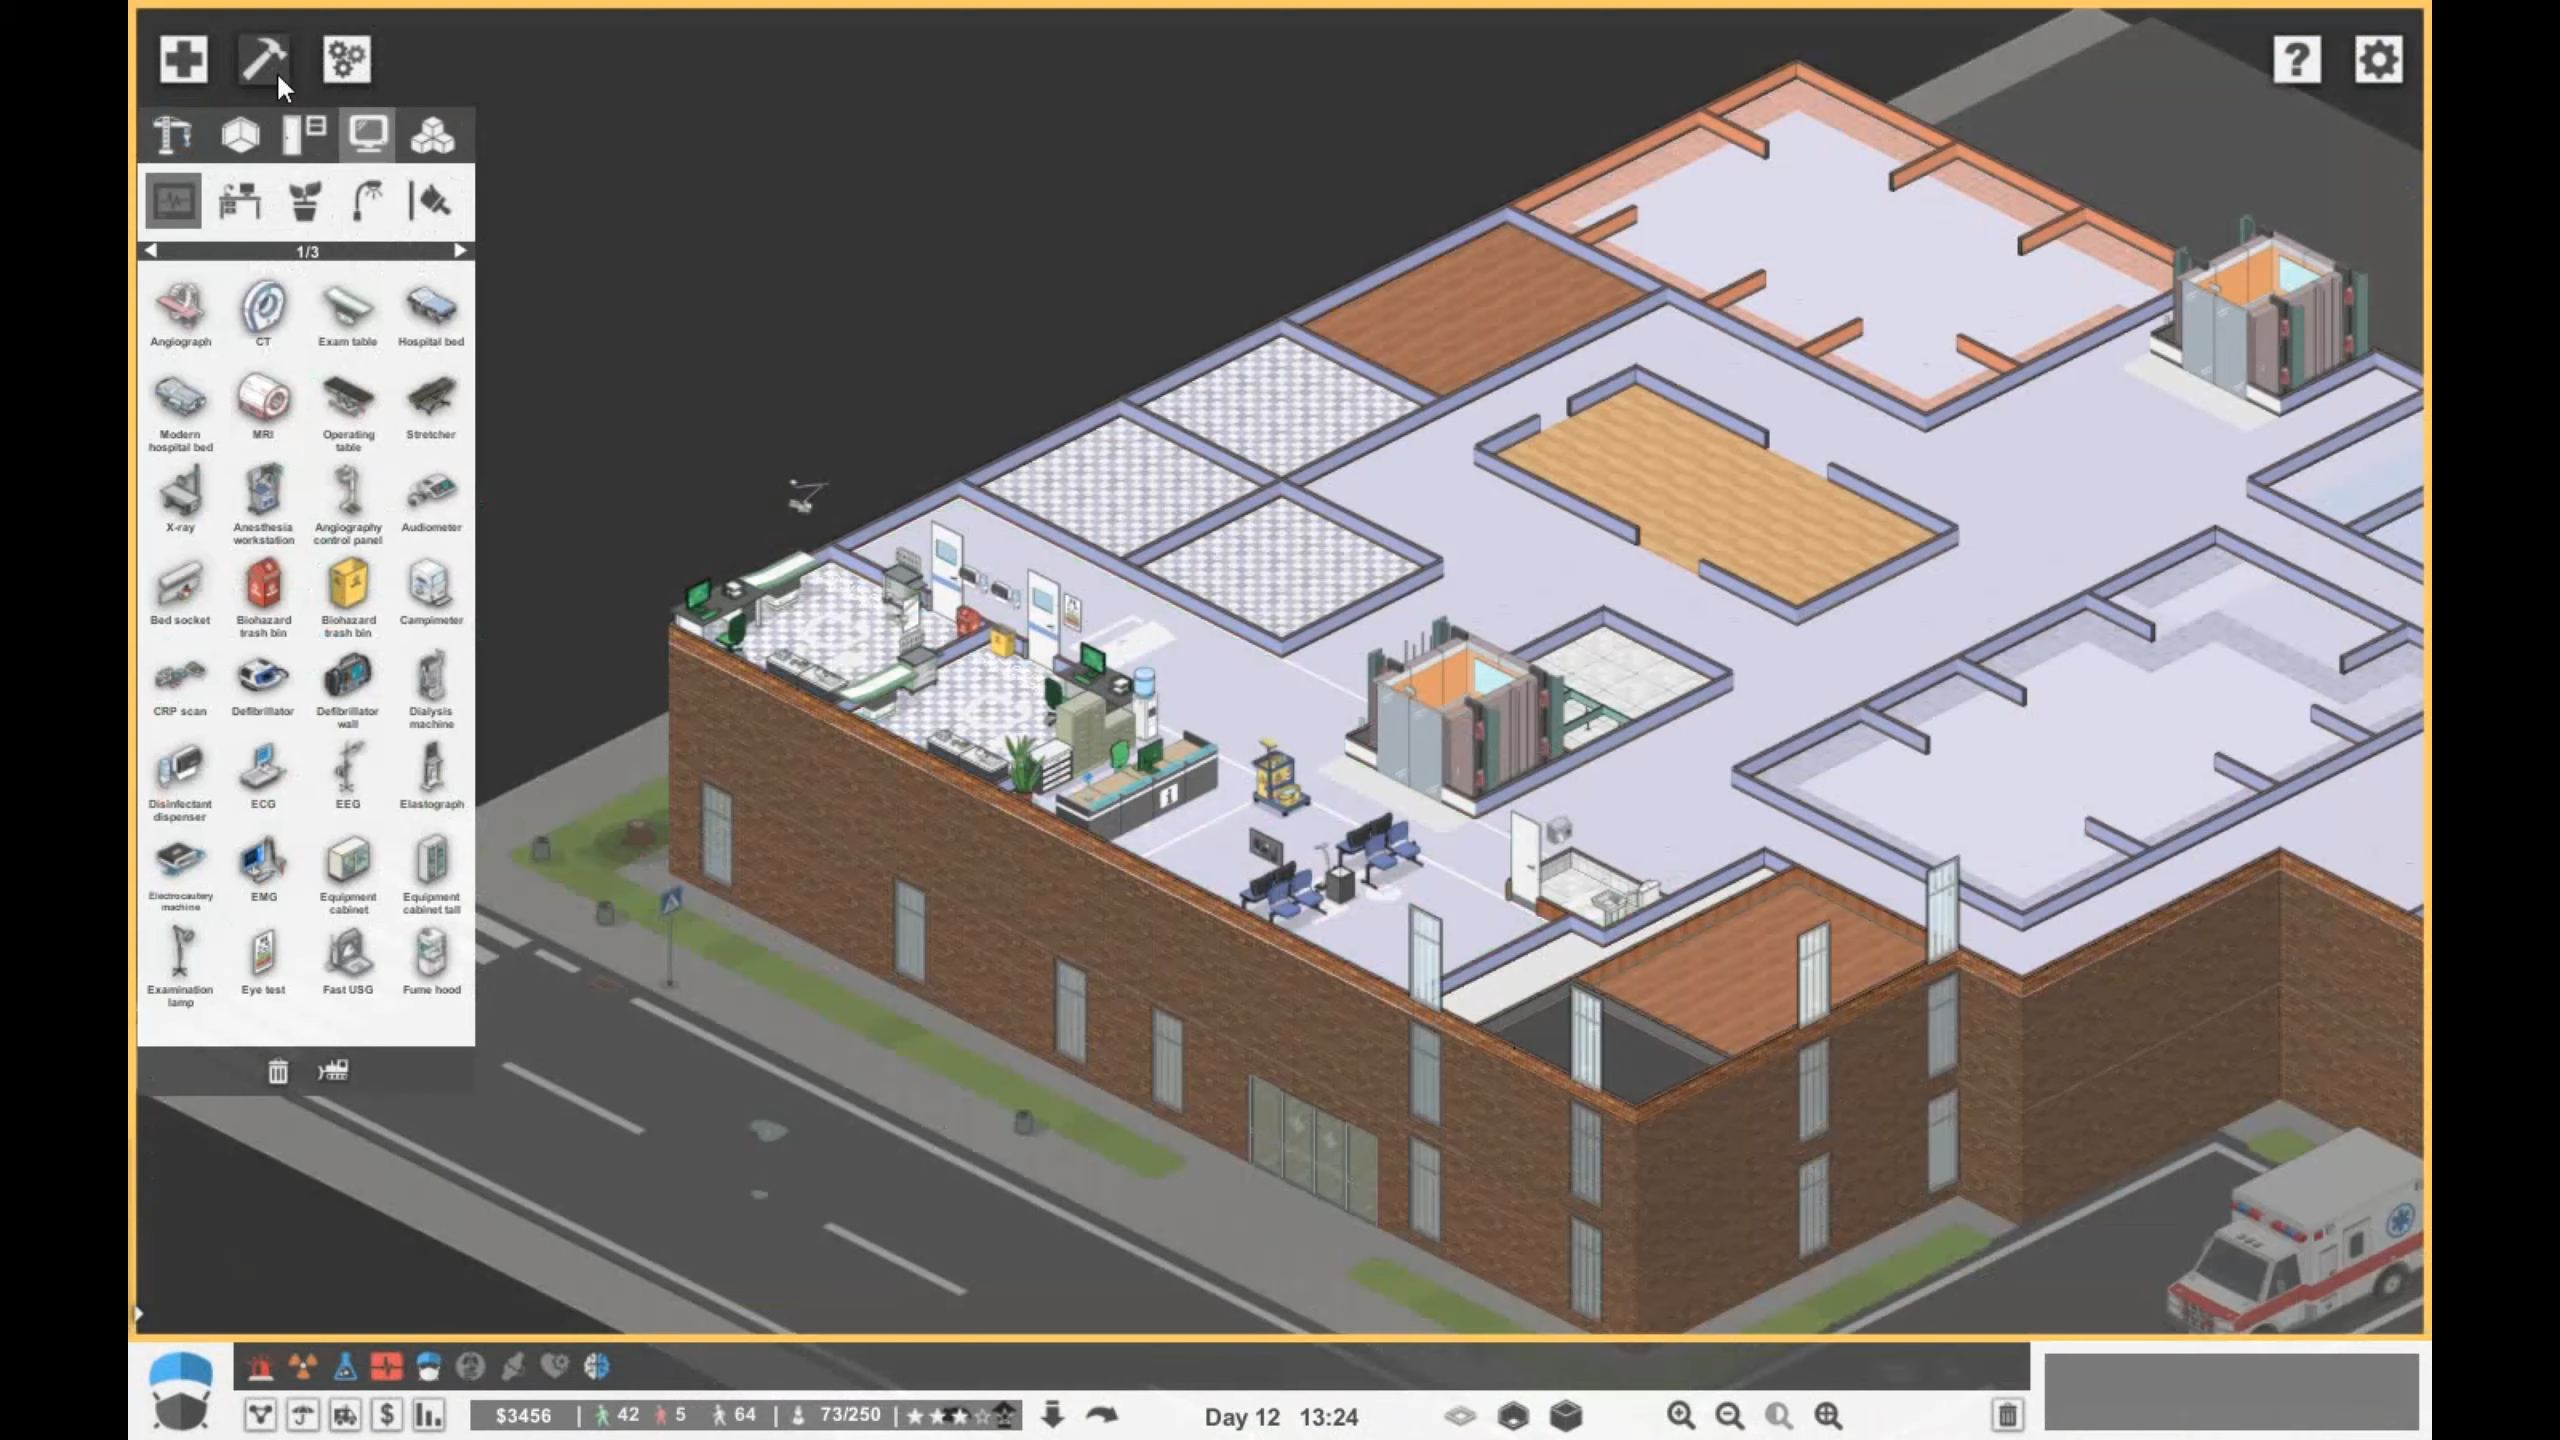 ?
1/3
Angiograph CT Exam table Hospital bed
Modern hospital bed MRI Operating table Stretcher
X-ray Anesthesia workstation Angiography control panel Audiometer
Bed socket Biohazard trash bin Biohazard trash bin Campimeter
CRP scan Defibrillator Defibrillator wall Dialysis machine
Disinfectant dispenser ECG EEG Elastograph
Electrocautery machine EMG Equipment cabinet Equipment cabinet tall
Examination lamp Eye test Fast USG Fume hood
i
$ $3456 | 42 5 64 | 73/250 | Day 12 13:24